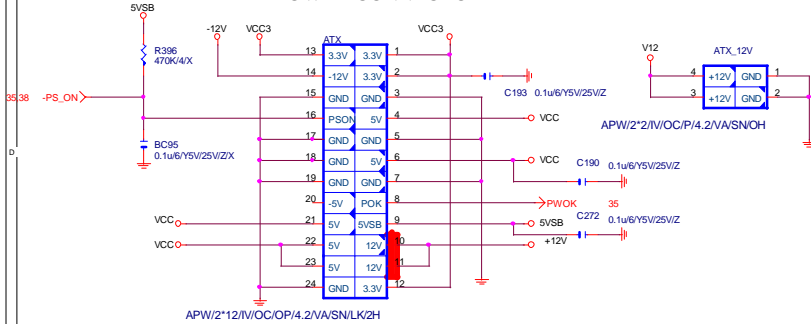 5VSB
R396
470K/4/X
35,38 -PS_ON
BC95
0.1u/6/Y5V/25V/Z/X
D
-12V
VCC3
ATX
VCC3
13 3.3V 3.3V 1
14 -12V 3.3V 2
15 GND GND 3
16 PSON 5V 4
17 GND GND 5
18 GND 5V 6
19 GND GND 7
20 -5V POK 8
21 5V 5VSB 9
22 5V 12V 10
23 5V 12V 11
24 GND 3.3V 12
VCC
VCC
APW/2*12/IV/OC/OP/4.2/VA/SN/LK/2H
C193 0.1u/6/Y5V/25V/Z
VCC
VCC
C190 0.1u/6/Y5V/25V/Z
PWOK 35
C272 0.1u/6/Y5V/25V/Z
5VSB
+12V
V12
ATX_12V
4 +12V GND 1
3 +12V GND 2
APW/2*2/IV/OC/P/4.2/VA/SN/OH